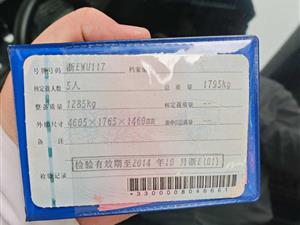 号牌号码 浙EWU117 档案编号
核定载人数 5人 总质量 1795kg
整备质量 1285kg 核定载质量 --
外廓尺寸 4605×1765×1460mm 准牵引总质量 --
备注
检验有效期至2014年10月浙E(01)
检验记录
*3300008046661*